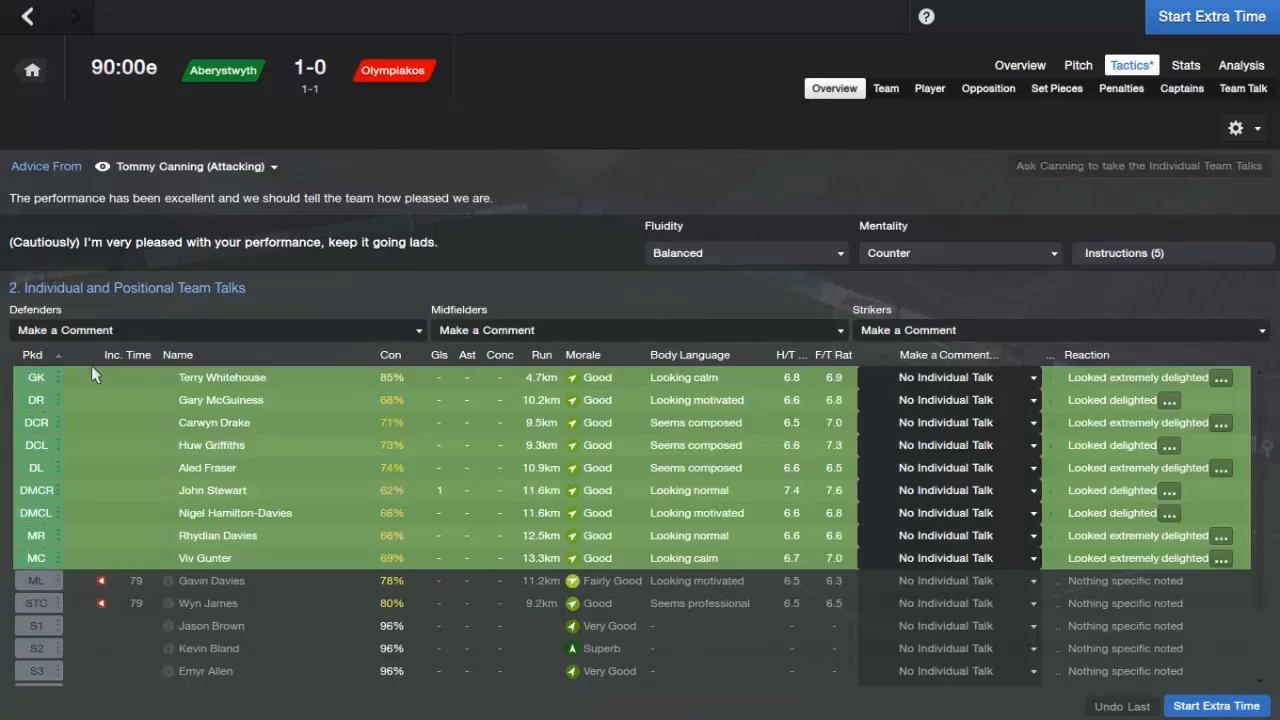 Start Extra Time
90:00e Aberystwyth 1-0 Olympiakos
1-1
Overview Pitch Tactics* Stats Analysis
Overview Team Player Opposition Set Pieces Penalties Captains Team Talk
Advice From Tommy Canning (Attacking) Ask Canning to take the Individual Team Talks
The performance has been excellent and we should tell the team how pleased we are.
Fluidity Mentality
(Cautiously) I'm very pleased with your performance, keep it going lads.
Balanced Counter Instructions (5)
2. Individual and Positional Team Talks
Defenders Midfielders Strikers
Make a Comment Make a Comment Make a Comment
Pkd Inc. Time Name Con Gls Ast Conc Run Morale Body Language H/T ... F/T Rat Make a Comment... ... Reaction
GK Terry Whitehouse 85% - - - 4.7km Good Looking calm 6.8 6.9 No Individual Talk Looked extremely delighted ...
DR Gary McGuiness 68% - - - 10.2km Good Looking motivated 6.6 6.8 No Individual Talk Looked delighted ...
DCR Carwyn Drake 71% - - - 9.5km Good Seems composed 6.5 7.0 No Individual Talk Looked extremely delighted ...
DCL Huw Griffiths 73% - - - 9.3km Good Looking motivated 6.6 7.3 No Individual Talk Looked delighted ...
DL Aled Fraser 74% - - - 10.9km Good Seems composed 6.6 6.5 No Individual Talk Looked extremely delighted ...
DMCR John Stewart 62% 1 - - 11.6km Good Looking normal 7.4 7.6 No Individual Talk Looked delighted ...
DMCL Nigel Hamilton-Davies 66% - - - 11.6km Good Looking motivated 6.6 6.8 No Individual Talk Looked delighted ...
MR Rhydian Davies 66% - - - 12.5km Good Looking normal 6.6 6.6 No Individual Talk Looked extremely delighted ...
MC Viv Gunter 69% - - - 13.3km Good Looking calm 6.7 7.0 No Individual Talk Looked extremely delighted ...
ML 79 Gavin Davies 78% - - - 11.2km Fairly Good Looking motivated 6.5 6.3 No Individual Talk .. Nothing specific noted
STC 79 Wyn James 80% - - - 9.2km Good Seems professional 6.5 6.5 No Individual Talk .. Nothing specific noted
S1 Jason Brown 96% - - - Very Good - - - No Individual Talk .. Nothing specific noted
S2 Kevin Bland 96% - - - Superb - - - No Individual Talk .. Nothing specific noted
S3 Emyr Allen 96% - - - Very Good - - - No Individual Talk .. Nothing specific noted
Undo Last Start Extra Time